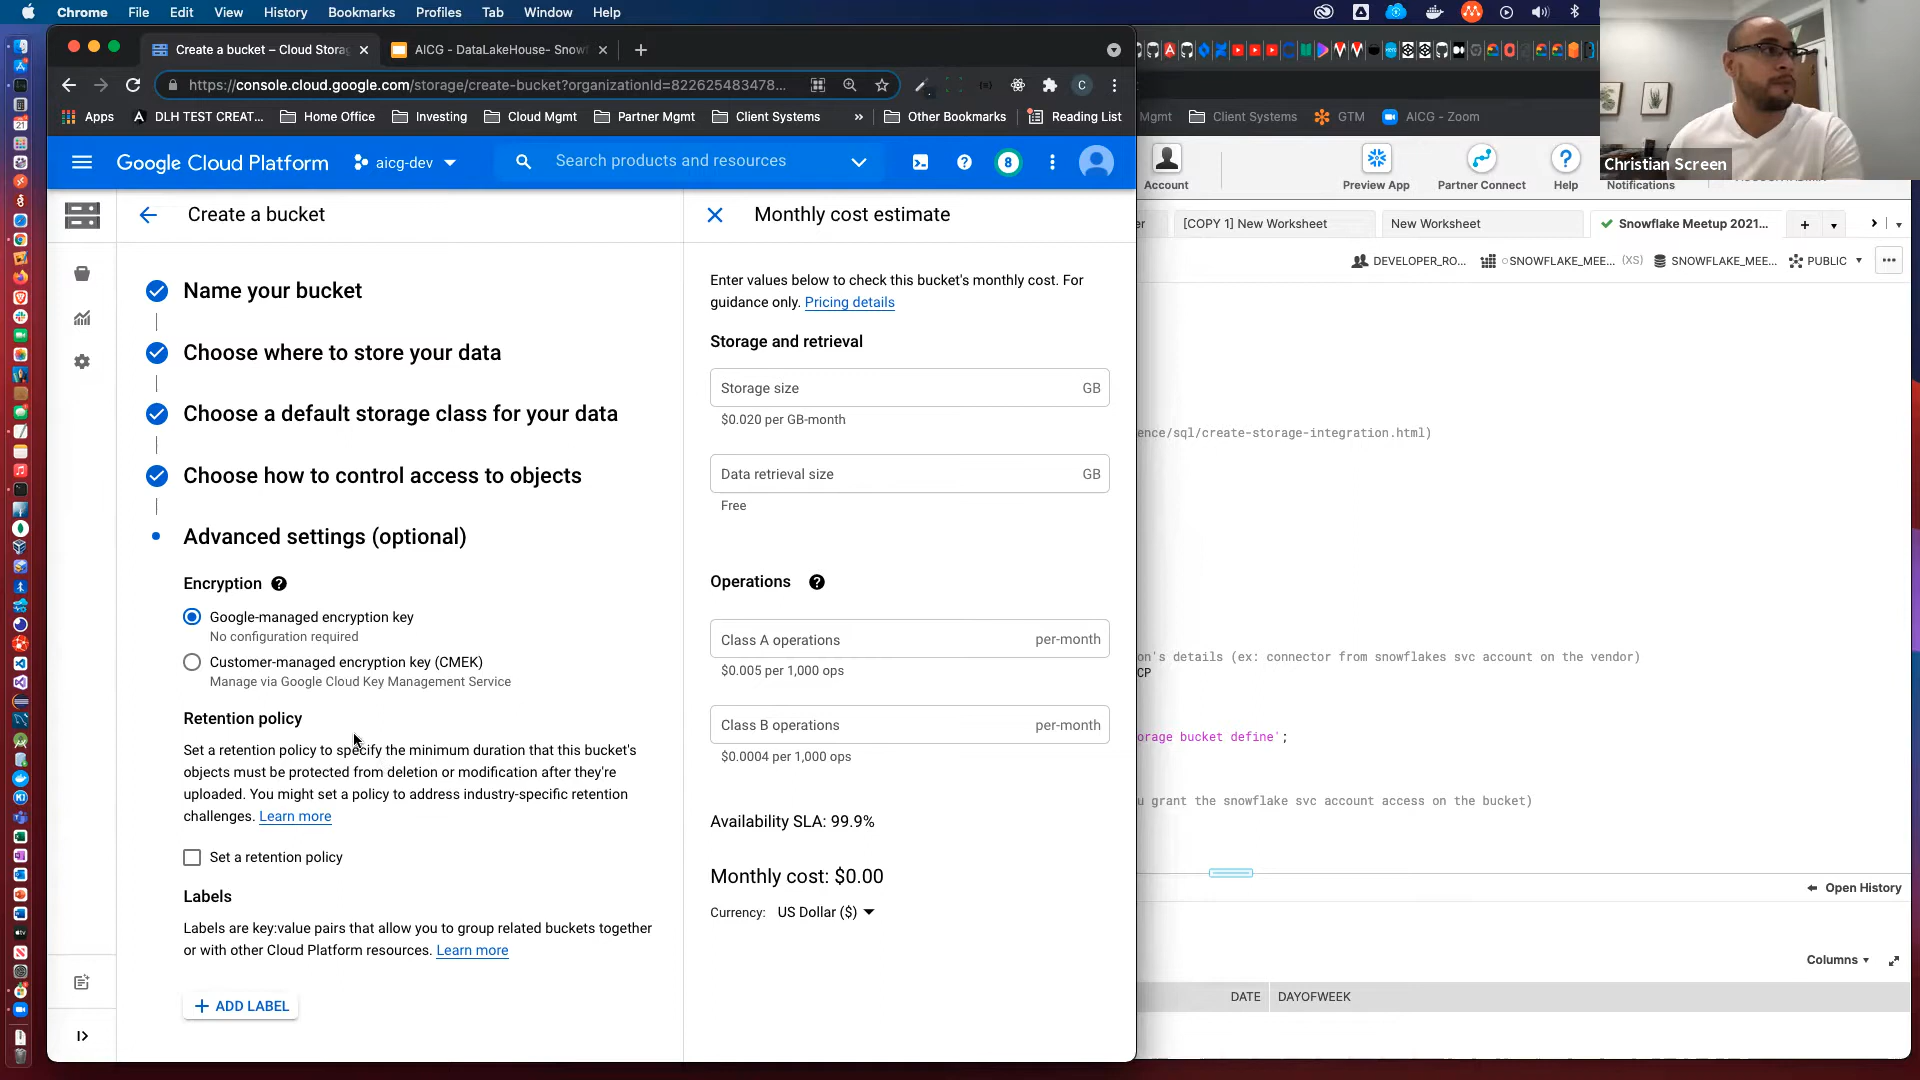 Chrome File Edit View History Bookmarks Profiles Tab Window Help
Create a bucket – Cloud Stora
AICG - DataLakeHouse- Snow
https://console.cloud.google.com/storage/create-bucket?organizationId=822625483478...
C
Apps
DLH TEST CREAT...
Home Office
Investing
Cloud Mgmt
Partner Mgmt
Client Systems
»
Other Bookmarks
Reading List
Mgmt
Client Systems
GTM
AICG - Zoom
Google Cloud Platform
aicg-dev
Search products and resources
8
Account
Preview App
Partner Connect
Help
Notifications
Christian Screen
Create a bucket
Monthly cost estimate
er
[COPY 1] New Worksheet
New Worksheet
Snowflake Meetup 2021...
DEVELOPER_RO...
SNOWFLAKE_MEE...
(XS)
SNOWFLAKE_MEE...
PUBLIC
Name your bucket
Choose where to store your data
Choose a default storage class for your data
Choose how to control access to objects
Advanced settings (optional)
Encryption
Google-managed encryption key
No configuration required
Customer-managed encryption key (CMEK)
Manage via Google Cloud Key Management Service
Retention policy
Set a retention policy to specify the minimum duration that this bucket's
objects must be protected from deletion or modification after they're
uploaded. You might set a policy to address industry-specific retention
challenges. Learn more
Set a retention policy
Labels
Labels are key:value pairs that allow you to group related buckets together
or with other Cloud Platform resources. Learn more
+ ADD LABEL
Enter values below to check this bucket's monthly cost. For
guidance only. Pricing details
Storage and retrieval
Storage size GB
$0.020 per GB-month
Data retrieval size GB
Free
Operations
Class A operations per-month
$0.005 per 1,000 ops
Class B operations per-month
$0.0004 per 1,000 ops
Availability SLA: 99.9%
Monthly cost: $0.00
Currency: US Dollar ($)
ence/sql/create-storage-integration.html)
on's details (ex: connector from snowflakes svc account on the vendor)
CP
orage bucket define';
u grant the snowflake svc account access on the bucket)
Open History
Columns
DATE DAYOFWEEK